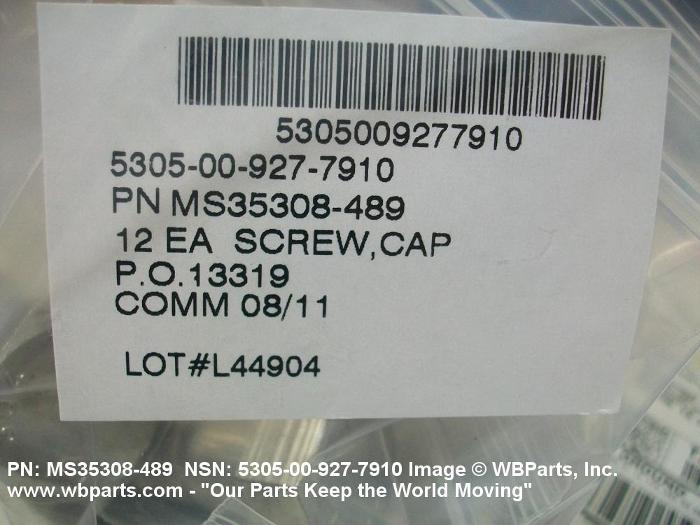 5305009277910
5305-00-927-7910
PN MS35308-489
12 EA SCREW,CAP
P.O.13319
COMM 08/11
LOT#L44904
PN: MS35308-489 NSN: 5305-00-927-7910 Image © WBParts, Inc.
www.wbparts.com - "Our Parts Keep the World Moving"